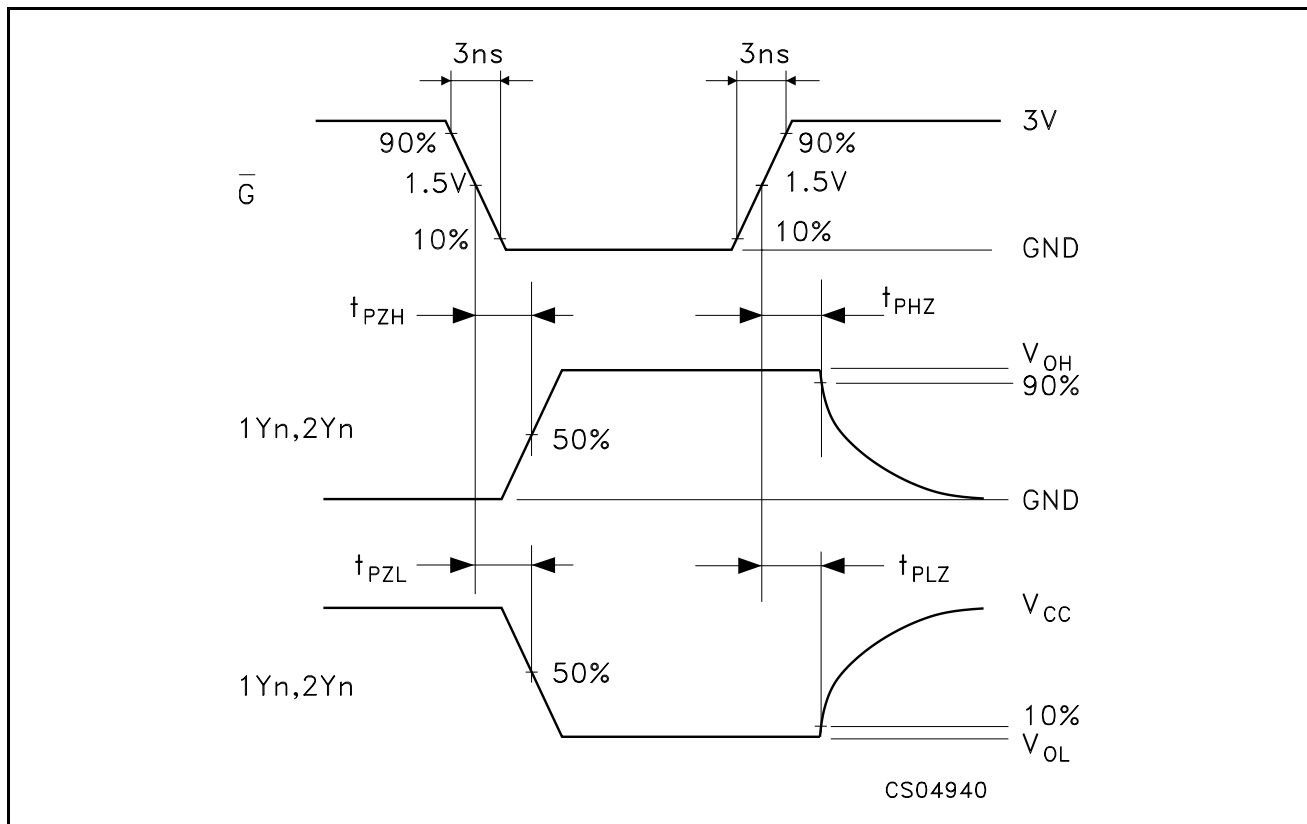 3ns 3ns
3V
90% 90%
G̅ 1.5V 1.5V
10% 10% GND
tPZH tPHZ
VOH
90%
1Yn,2Yn 50%
GND
tPZL tPLZ
VCC
1Yn,2Yn 50%
10%
VOL
CS04940